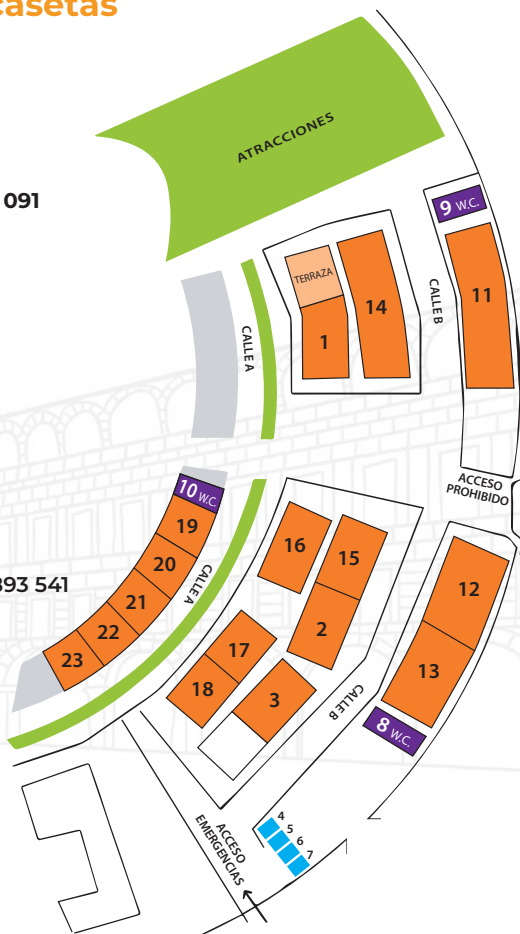 casetas
ATRACCIONES
091
9 W.C.
TERRAZA
14
11
CALLE B
1
CALLE A
ACCESO
PROHIBIDO
10 W.C.
19
16
15
20
12
CALLE A
21
2
22
17
13
23
18
3
CALLE B
8 W.C.
893 541
4
5
6
7
ACCESO
EMERGENCIAS